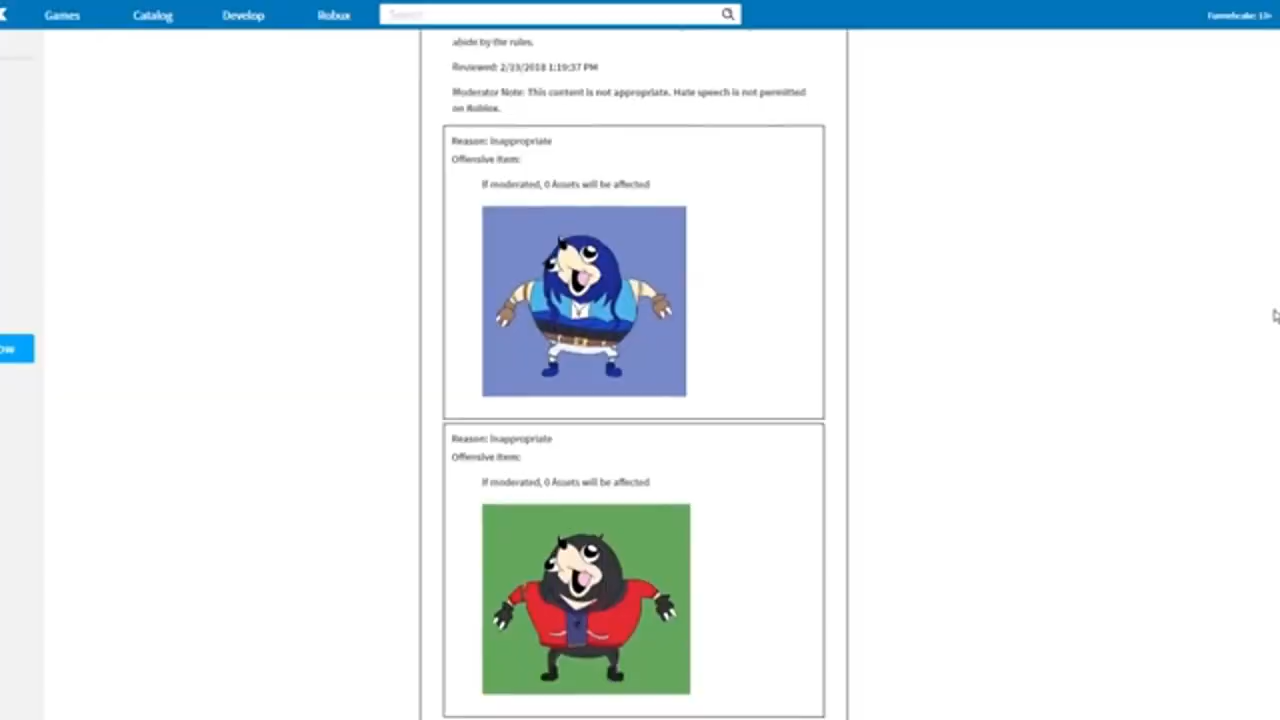 Games Catalog Develop Robux Search
abide by the rules.
Reviewed: 2/23/2018 1:19:37 PM
Moderator Note: This content is not appropriate. Hate speech is not permitted
on Roblox.
Reason: Inappropriate
Offensive Item:
If moderated, 0 Assets will be affected
ow
Reason: Inappropriate
Offensive Item:
If moderated, 0 Assets will be affected